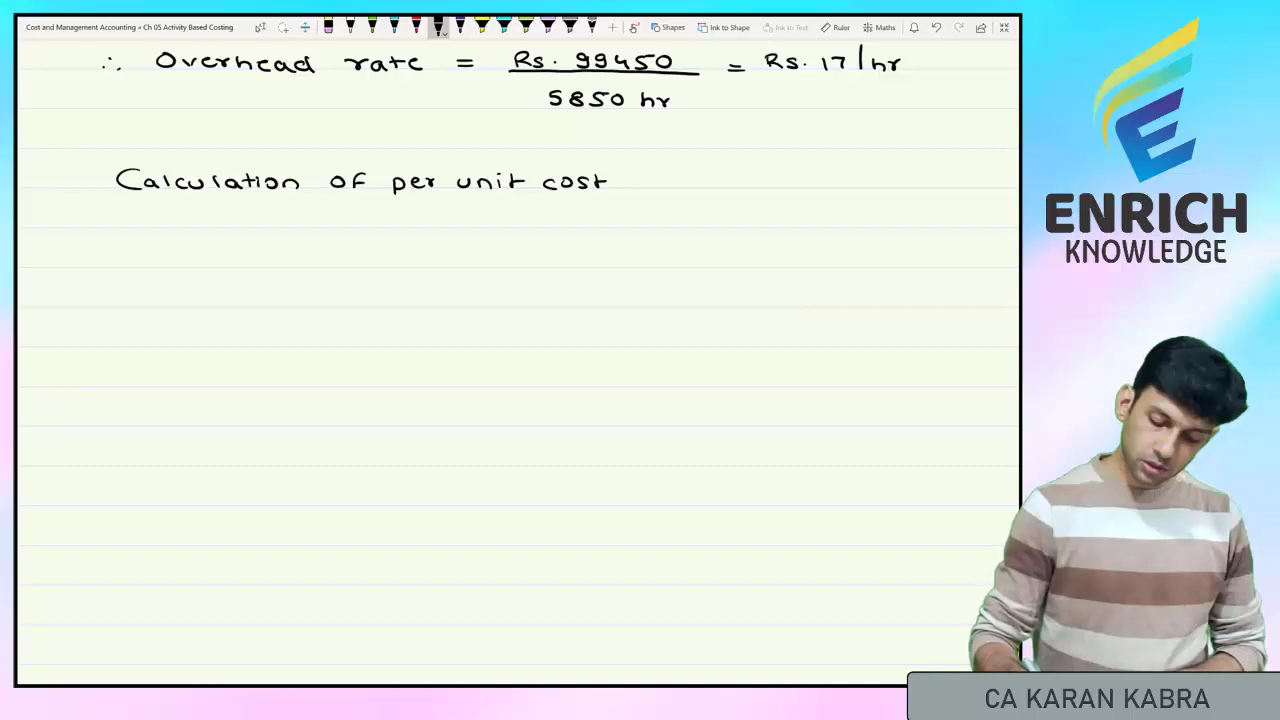 Cost and Management Accounting » Ch 05 Activity Based Costing
Shapes Ink to Shape Ink to Text Ruler Maths
∴ Overhead rate = Rs. 99450 = Rs. 17/hr
5850 hr
Calculation of per unit cost
ENRICH
KNOWLEDGE
CA KARAN KABRA